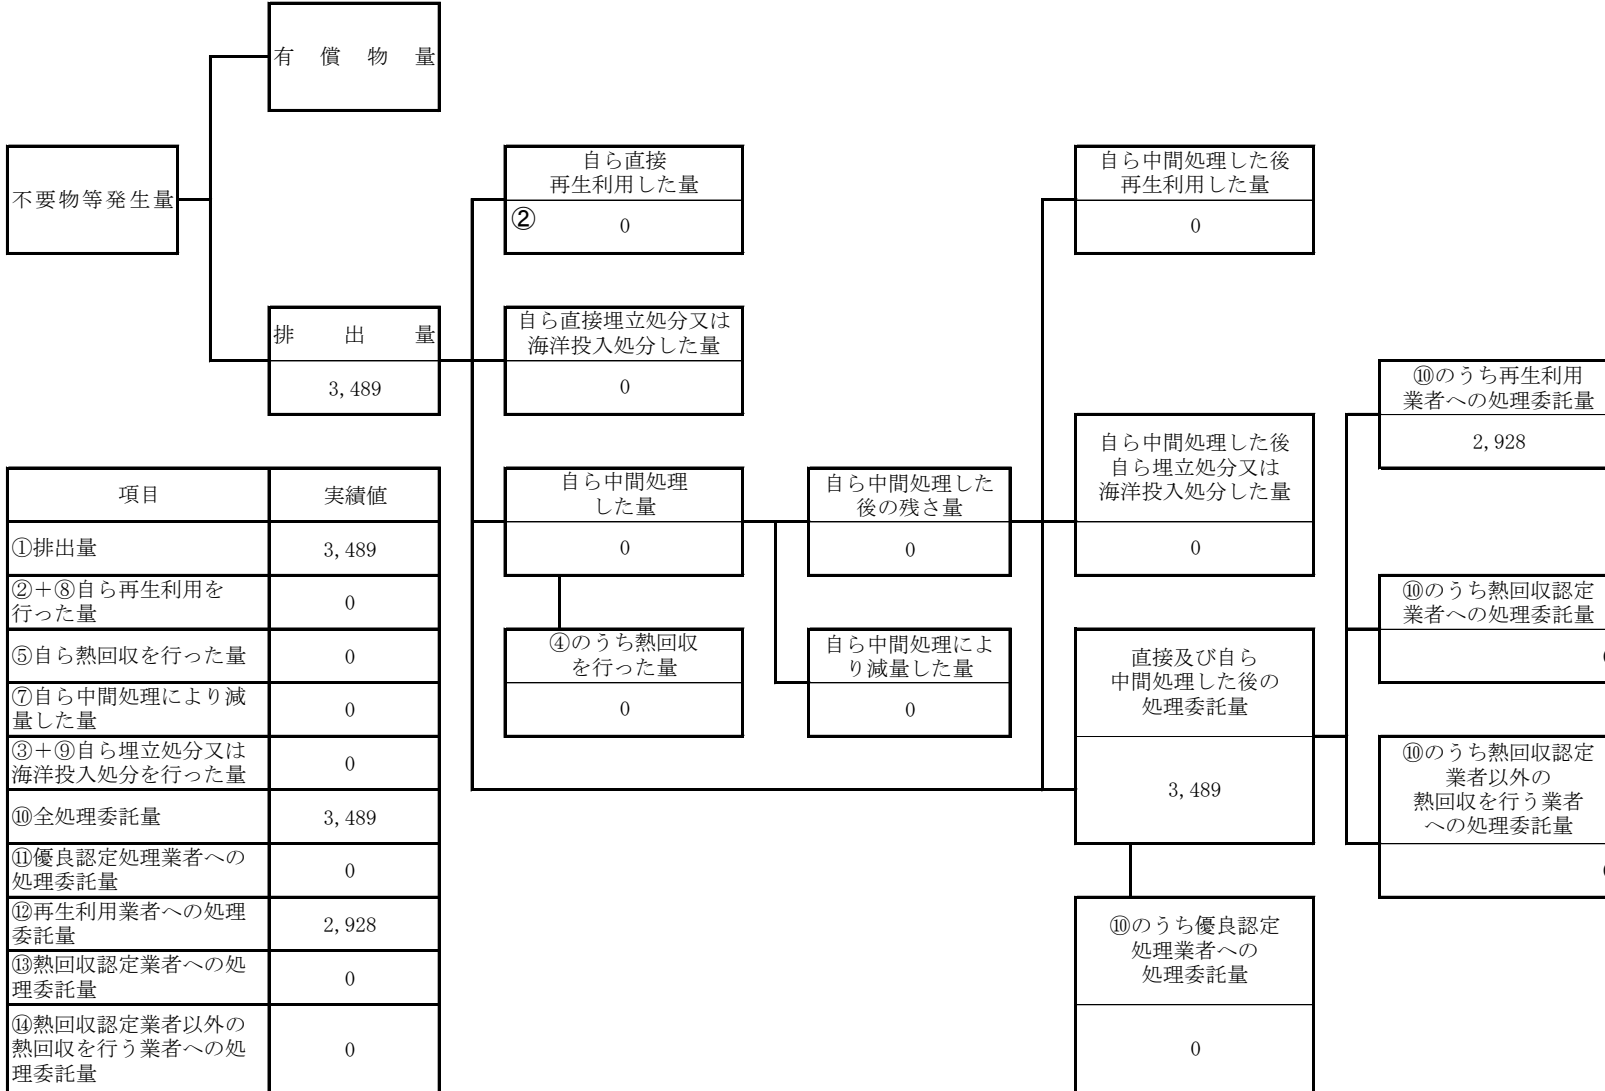 有償物量
不要物等発生量
自ら直接
再生利用した量
② 0
自ら中間処理した後
再生利用した量
0
排出量
3,489
自ら直接埋立処分又は
海洋投入処分した量
0
⑩のうち再生利用
業者への処理委託量
2,928
自ら中間処理した後
自ら埋立処分又は
海洋投入処分した量
0
自ら中間処理
した量
0
自ら中間処理した
後の残さ量
0
⑩のうち熱回収認定
業者への処理委託量
④のうち熱回収
を行った量
0
自ら中間処理によ
り減量した量
0
直接及び自ら
中間処理した後の
処理委託量
3,489
⑩のうち熱回収認定
業者以外の
熱回収を行う業者
への処理委託量
⑩のうち優良認定
処理業者への
処理委託量
0
項目 実績値
①排出量 3,489
②+⑧自ら再生利用を
行った量 0
⑤自ら熱回収を行った量 0
⑦自ら中間処理により減
量した量 0
③+⑨自ら埋立処分又は
海洋投入処分を行った量 0
⑩全処理委託量 3,489
⑪優良認定処理業者への
処理委託量 0
⑫再生利用業者への処理
委託量 2,928
⑬熱回収認定業者への処
理委託量 0
⑭熱回収認定業者以外の
熱回収を行う業者への処
理委託量 0